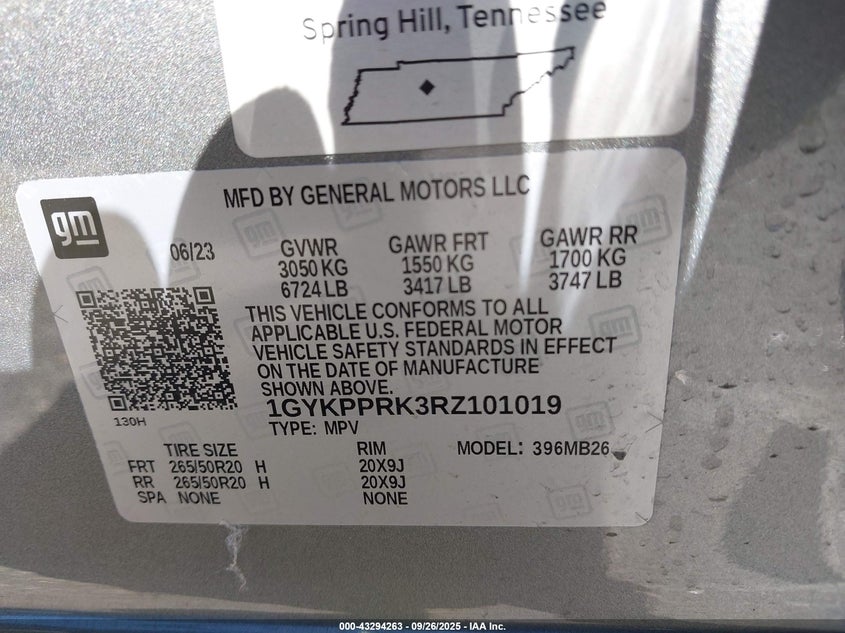 Spring Hill, Tennessee
MFD BY GENERAL MOTORS LLC
gm
06/23
GVWR GAWR FRT GAWR RR
3050 KG 1550 KG 1700 KG
6724 LB 3417 LB 3747 LB
THIS VEHICLE CONFORMS TO ALL
APPLICABLE U.S. FEDERAL MOTOR
VEHICLE SAFETY STANDARDS IN EFFECT
ON THE DATE OF MANUFACTURE
SHOWN ABOVE.
1GYKPPRK3RZ101019
130H
TYPE: MPV
TIRE SIZE RIM MODEL: 396MB26
FRT 265/50R20 H 20X9J
RR 265/50R20 H 20X9J
SPA NONE NONE
000-43294263 - 09/26/2025 - IAA Inc.